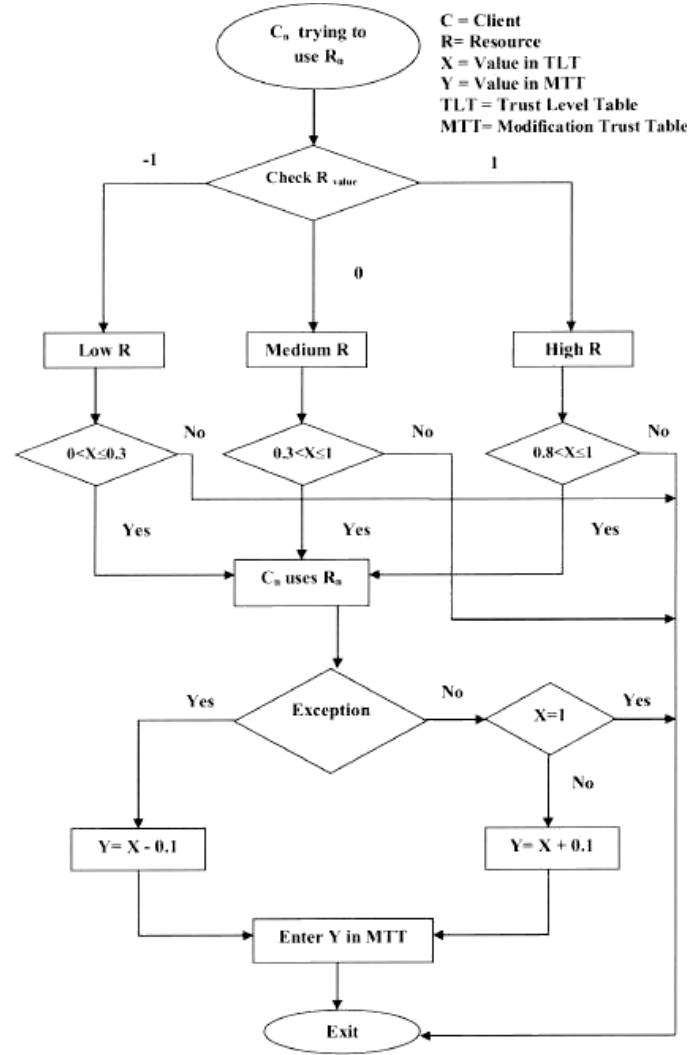 Cₙ trying to
use Rₙ
C = Client
R= Resource
X = Value in TLT
Y = Value in MTT
TLT = Trust Level Table
MTT= Modification Trust Table
-1
Check R value
1
0
Low R
Medium R
High R
No
No
No
0<X≤0.3
0.3<X≤1
0.8<X≤1
Yes
Yes
Yes
Cₙ uses Rₙ
Yes
Exception
No
X=1
Yes
No
Y= X - 0.1
Y= X + 0.1
Enter Y in MTT
Exit